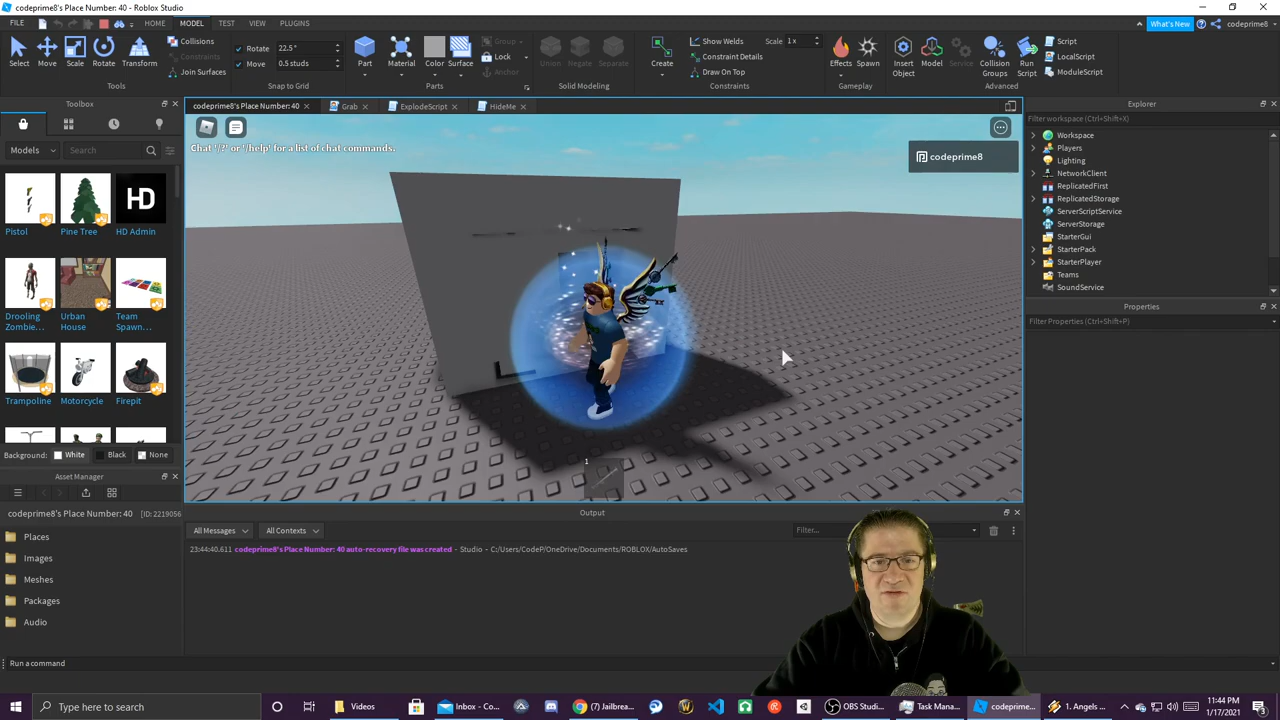 codeprime8's Place Number: 40 - Roblox Studio
FILE HOME MODEL TEST VIEW PLUGINS What's New codeprime8
Select Move Scale Rotate Transform
Collisions
Constraints
Join Surfaces
Tools
Rotate 22.5°
Move 0.5 studs
Snap to Grid
Part Material Color Surface
Group
Lock
Anchor
Parts
Union Negate Separate
Solid Modeling
Create
Show Welds Scale 1 x
Constraint Details
Draw On Top
Constraints
Effects Spawn
Gameplay
Insert Object Model Service Collision Groups Run Script
Script
LocalScript
ModuleScript
Advanced
Toolbox
Models Search
Pistol Pine Tree HD Admin
HD
Drooling Zombie... Urban House Team Spawn...
Trampoline Motorcycle Firepit
Background: White Black None
Asset Manager
codeprime8's Place Number: 40 [ID: 2219056
Places
Images
Meshes
Packages
Audio
codeprime8's Place Number: 40 Grab ExplodeScript HideMe
Chat '/?' or '/help' for a list of chat commands.
codeprime8
1
Output
All Messages All Contexts Filter...
23:44:40.611 codeprime8's Place Number: 40 auto-recovery file was created - Studio - C:/Users/CodeP/OneDrive/Documents/ROBLOX/AutoSaves
Explorer
Filter workspace (Ctrl+Shift+X)
Workspace
Players
Lighting
NetworkClient
ReplicatedFirst
ReplicatedStorage
ServerScriptService
ServerStorage
StarterGui
StarterPack
StarterPlayer
Teams
SoundService
Properties
Filter Properties (Ctrl+Shift+P)
Run a command
Type here to search
Videos Inbox - Co... (7) Jailbreak... OBS Studi... Task Mana... codeprime... 1. Angels ...
11:44 PM
1/17/2021